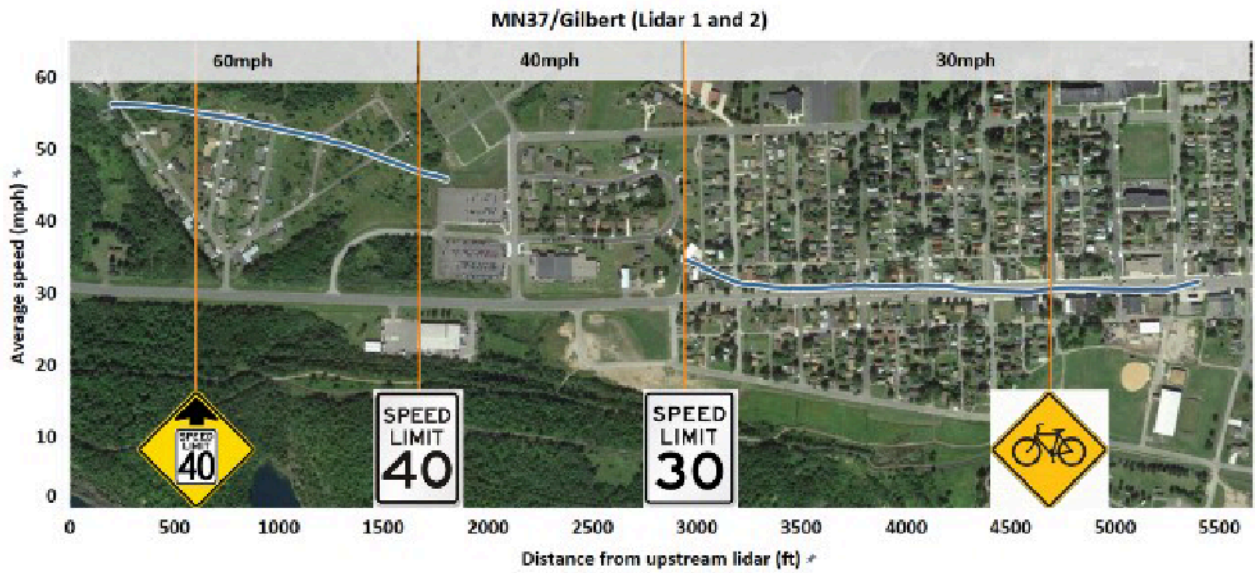 MN37/Gilbert (Lidar 1 and 2)
60mph
40mph
30mph
Average speed (mph)
60
50
40
30
20
10
0
SPEED
LIMIT
40
SPEED
LIMIT
40
SPEED
LIMIT
30
0 500 1000 1500 2000 2500 3000 3500 4000 4500 5000 5500
Distance from upstream lidar (ft)